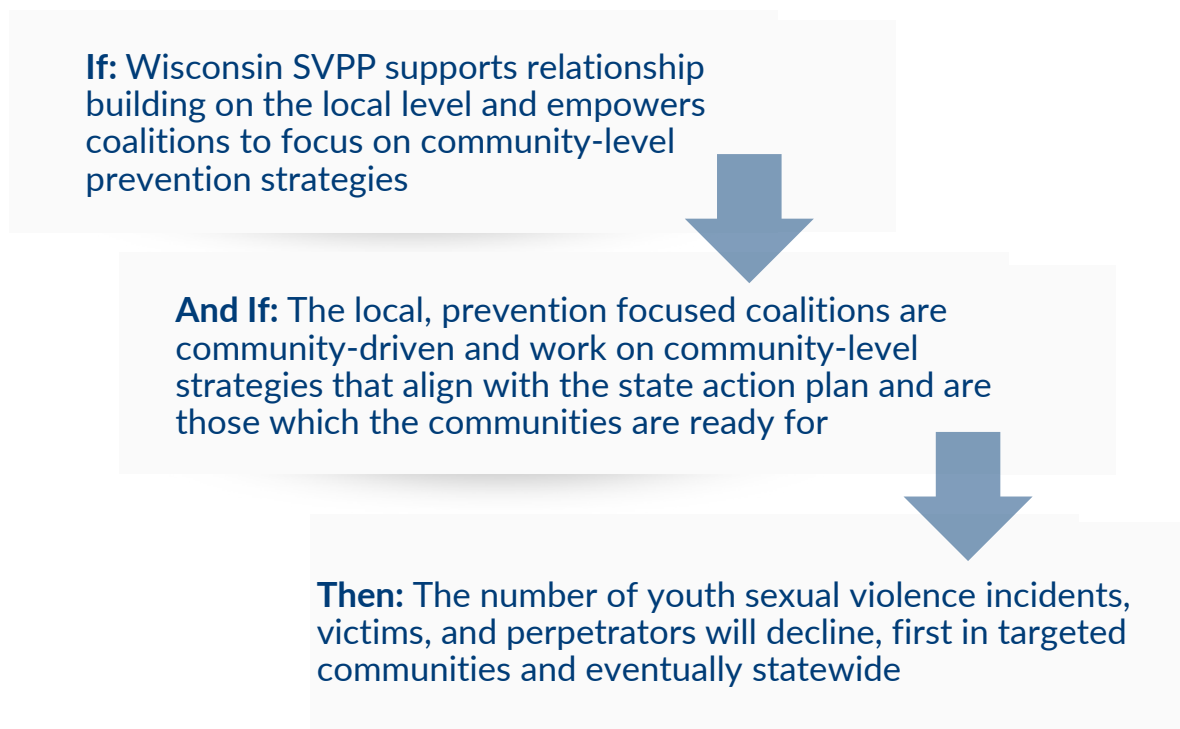 If: Wisconsin SVPP supports relationship
building on the local level and empowers
coalitions to focus on community-level
prevention strategies
And If: The local, prevention focused coalitions are
community-driven and work on community-level
strategies that align with the state action plan and are
those which the communities are ready for
Then: The number of youth sexual violence incidents,
victims, and perpetrators will decline, first in targeted
communities and eventually statewide